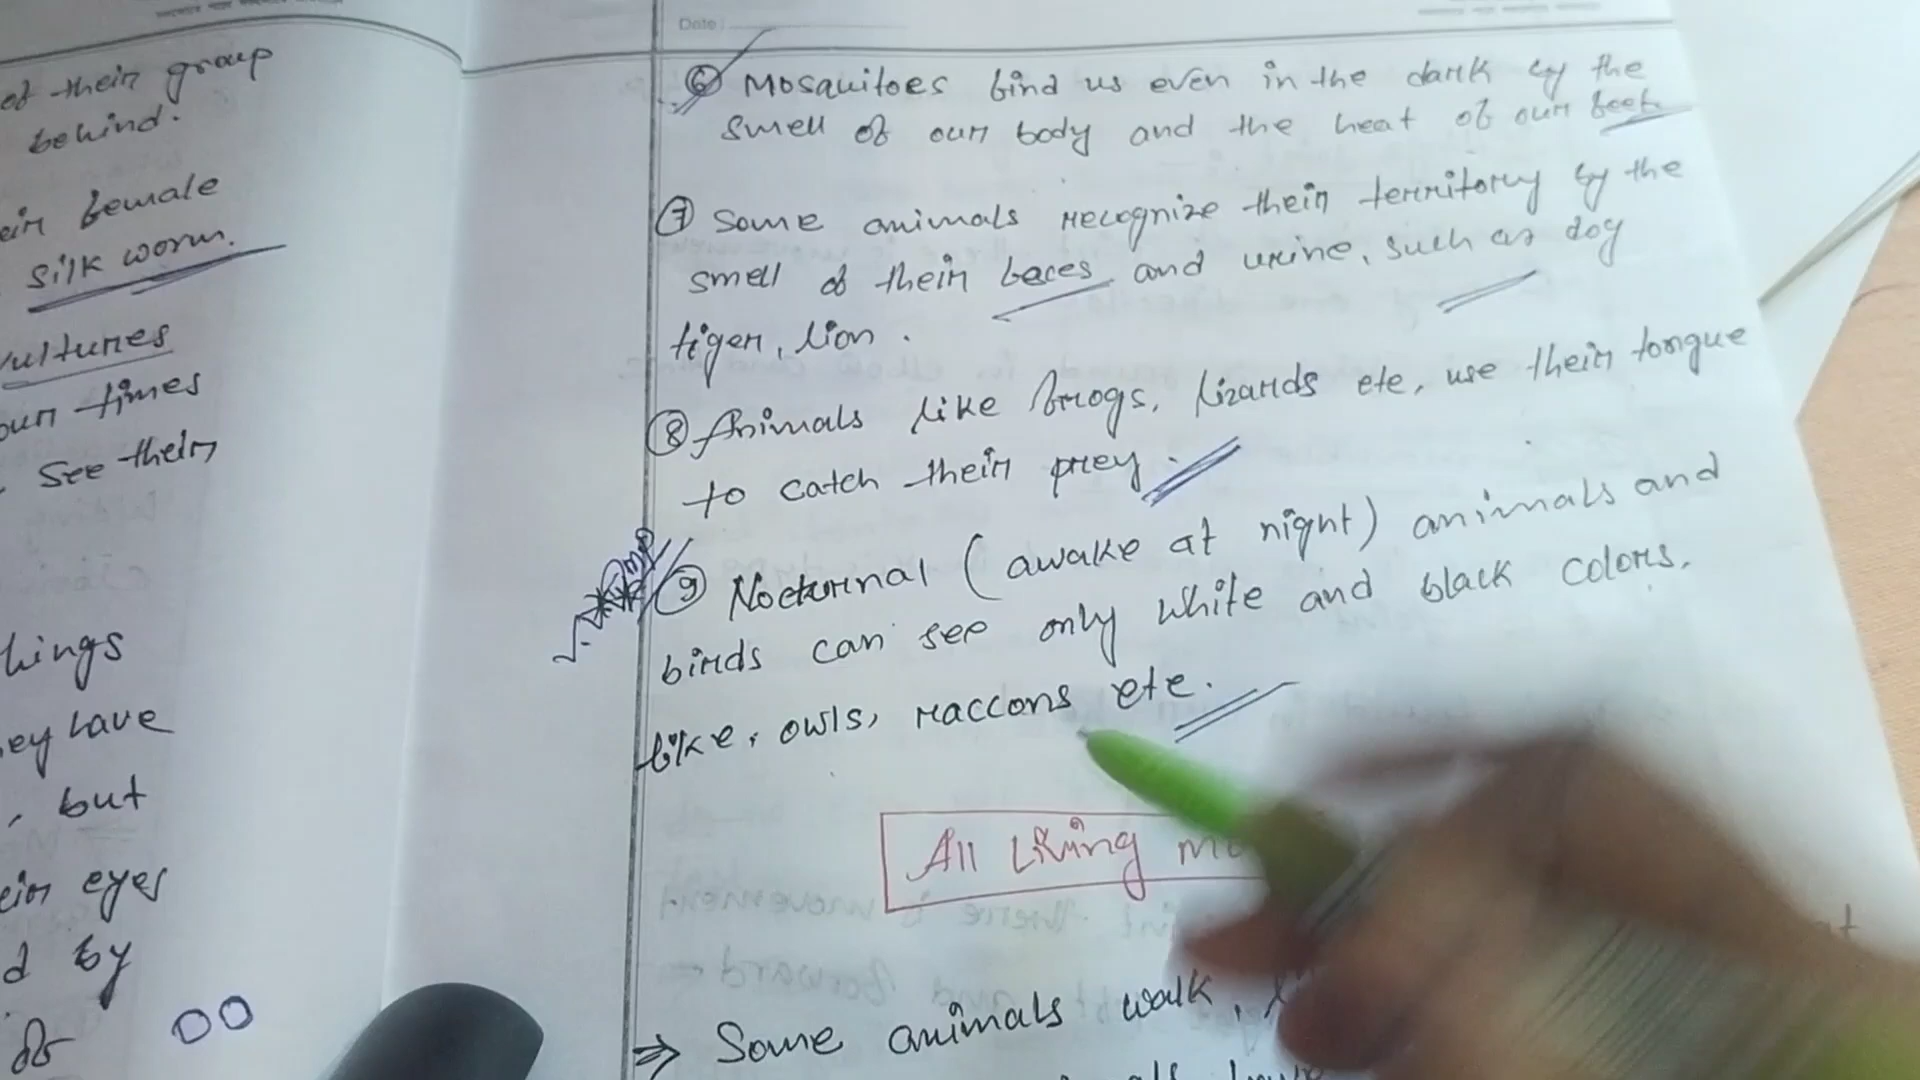 of their group
behind.
female
silk worm.
vultures
times
see their
things
they have
, but
their eyes
d by
of
Date:
⑥ Mosquitoes find us even in the dark by the
smell of our body and the heat of our feet
⑦ Some animals recognize their territory by the
smell of their faces and urine, such as dog
tiger, lion.
⑧ Animals like frogs, lizards etc, use their tongue
to catch their prey.
Imp
⑨ Nocturnal (awake at night) animals and
birds can see only white and black colors.
like, owls, raccons etc.
All Living
⇒ Some animals walk,